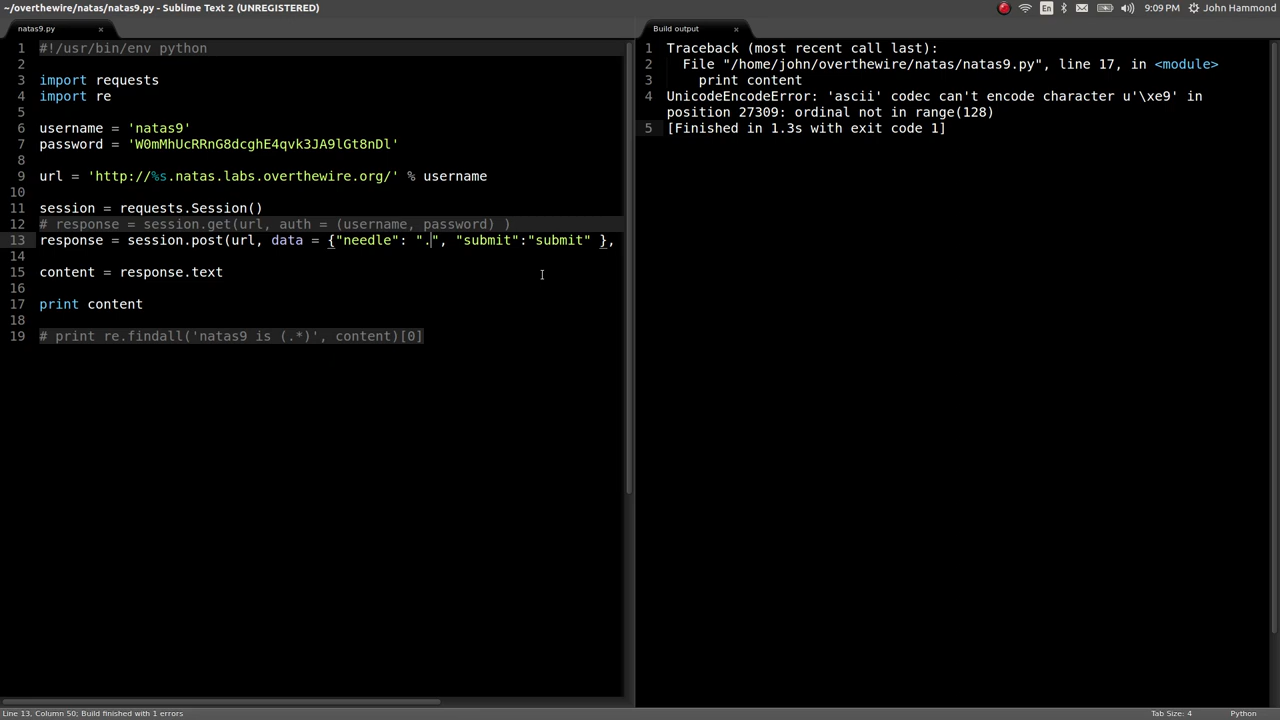 ~/overthewire/natas/natas9.py - Sublime Text 2 (UNREGISTERED)
En
9:09 PM
John Hammond
natas9.py ×
1 #!/usr/bin/env python
2
3 import requests
4 import re
5
6 username = 'natas9'
7 password = 'W0mMhUcRRnG8dcghE4qvk3JA9lGt8nDl'
8
9 url = 'http://%s.natas.labs.overthewire.org/' % username
10
11 session = requests.Session()
12 # response = session.get(url, auth = (username, password) )
13 response = session.post(url, data = {"needle": ".", "submit":"submit" },
14
15 content = response.text
16
17 print content
18
19 # print re.findall('natas9 is (.*)', content)[0]
Build output ×
1 Traceback (most recent call last):
2   File "/home/john/overthewire/natas/natas9.py", line 17, in <module>
3     print content
4 UnicodeEncodeError: 'ascii' codec can't encode character u'\xe9' in
position 27309: ordinal not in range(128)
5 [Finished in 1.3s with exit code 1]
Line 13, Column 50; Build finished with 1 errors
Tab Size: 4
Python